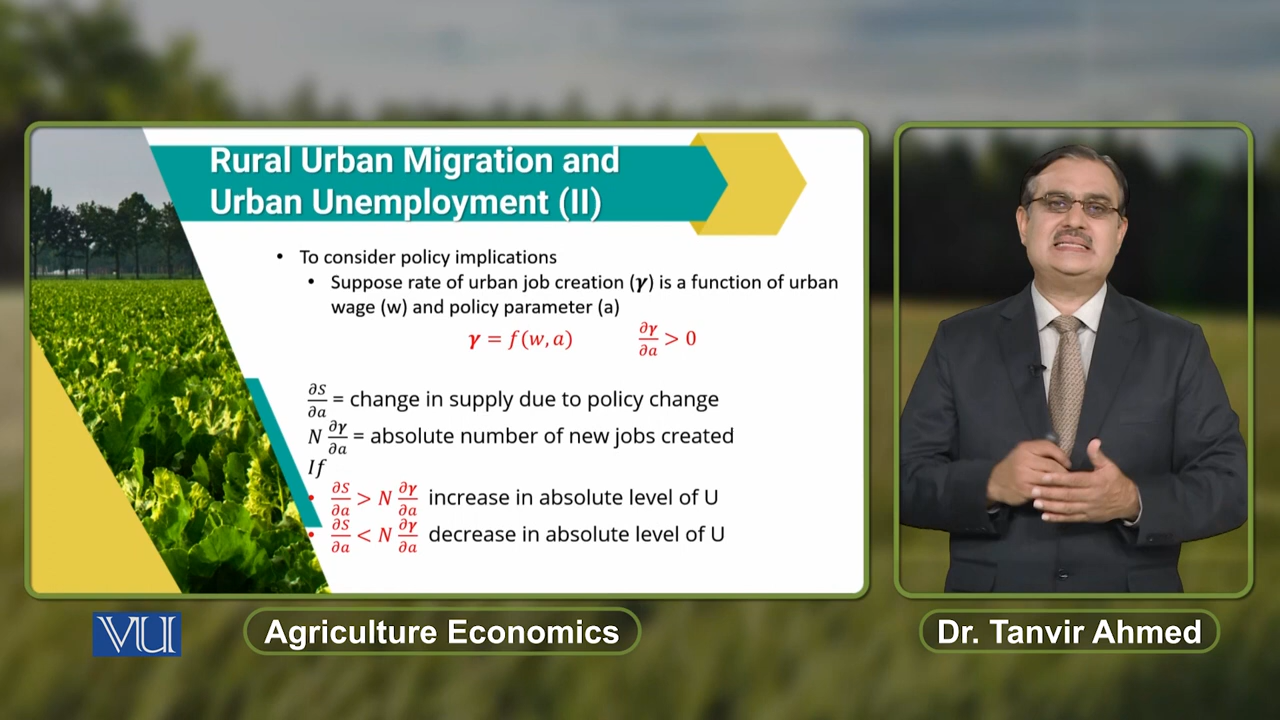 Rural Urban Migration and
Urban Unemployment (II)
• To consider policy implications
• Suppose rate of urban job creation (γ) is a function of urban
wage (w) and policy parameter (a)
γ = f(w, a) ∂γ/∂a > 0
∂S/∂a = change in supply due to policy change
N ∂γ/∂a = absolute number of new jobs created
If
• ∂S/∂a > N ∂γ/∂a increase in absolute level of U
• ∂S/∂a < N ∂γ/∂a decrease in absolute level of U
VU
Agriculture Economics
Dr. Tanvir Ahmed